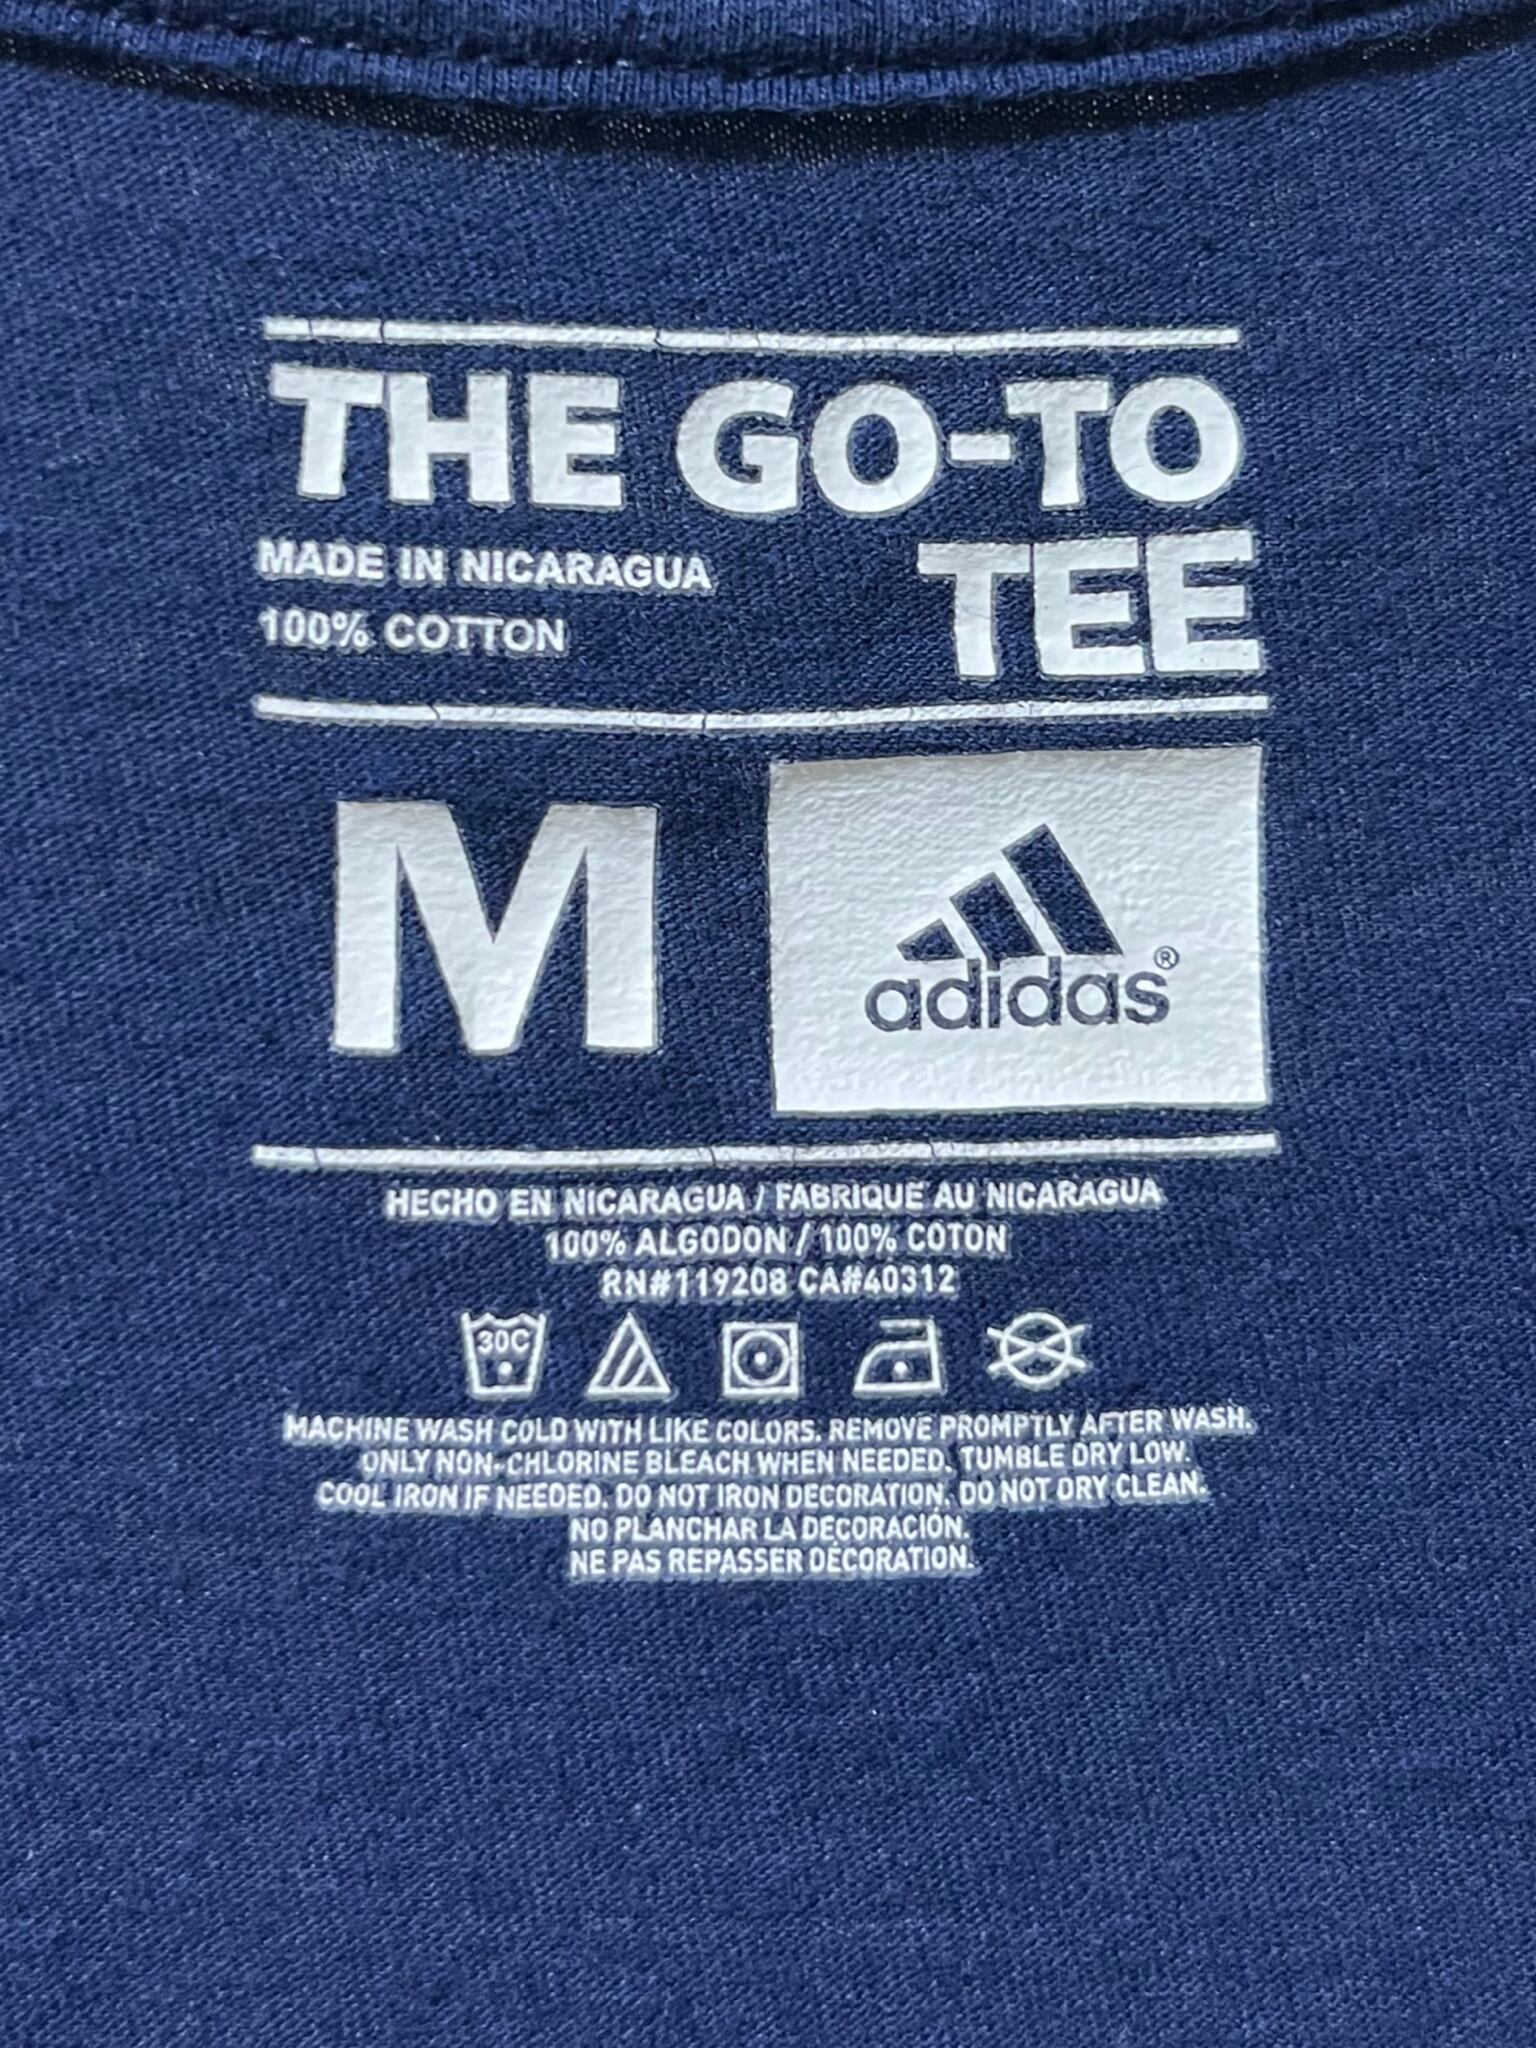 THE GO-TO
TEE
MADE IN NICARAGUA
100% COTTON
M
adidas®
HECHO EN NICARAGUA / FABRIQUE AU NICARAGUA
100% ALGODON / 100% COTON
RN#119208 CA#40312
30C
MACHINE WASH COLD WITH LIKE COLORS. REMOVE PROMPTLY AFTER WASH.
ONLY NON-CHLORINE BLEACH WHEN NEEDED. TUMBLE DRY LOW.
COOL IRON IF NEEDED. DO NOT IRON DECORATION. DO NOT DRY CLEAN.
NO PLANCHAR LA DECORACIÓN.
NE PAS REPASSER DÉCORATION.